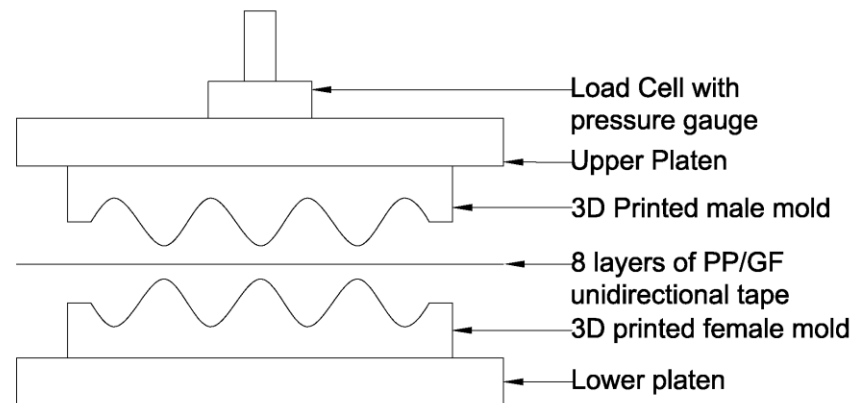 Load Cell with
pressure gauge
Upper Platen
3D Printed male mold
8 layers of PP/GF
unidirectional tape
3D printed female mold
Lower platen